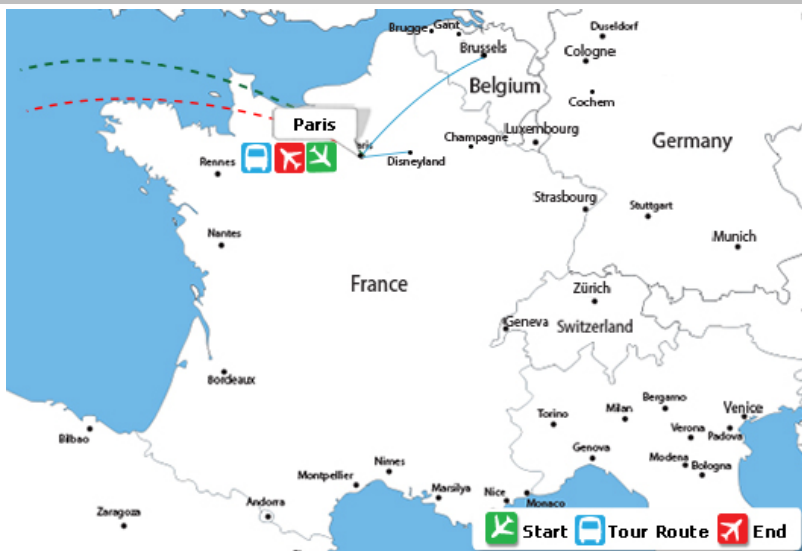 Brugge
Gant
Duseldorf
Brussels
Cologne
Belgium
Cochem
Paris
Champagne
Luxembourg
Germany
aris
Rennes
Disneyland
Strasbourg
Stuttgart
Nantes
Munich
France
Zürich
Geneva
Switzerland
Bordeaux
Bergamo
Torino
Milan
Venice
Bilbao
Verona
Padova
Genova
Modena
Bologna
Nimes
Montpellier
Marsilya
Nice
Monaco
Andorra
Zaragoza
Start Tour Route End